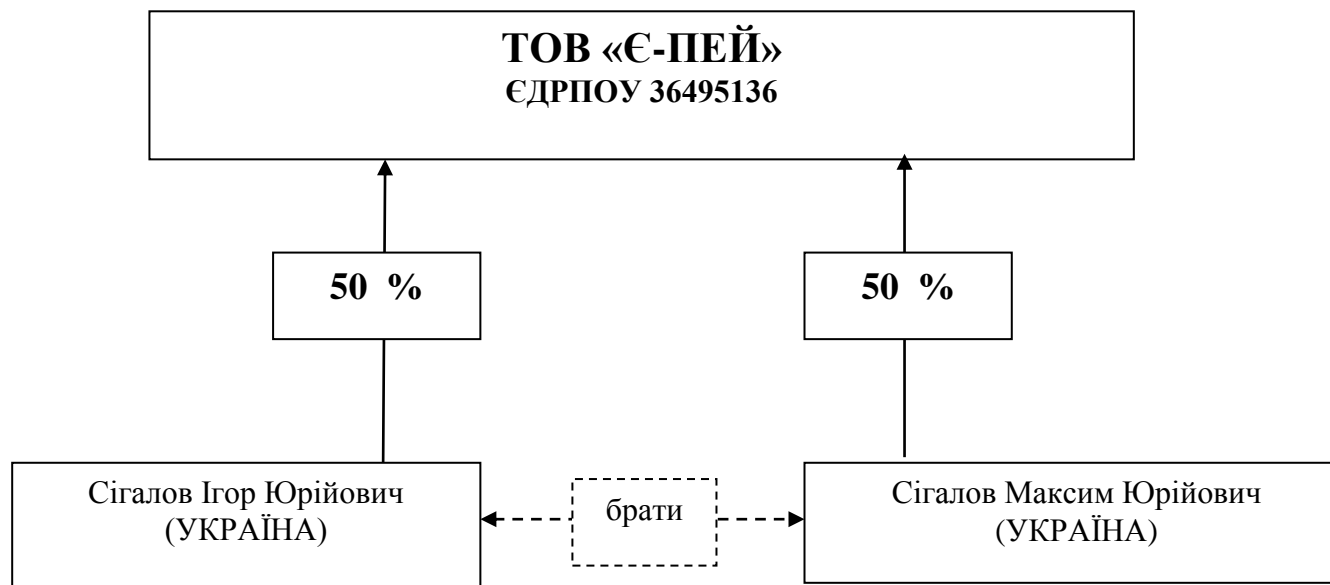 ТОВ «Є-ПЕЙ»
ЄДРПОУ 36495136
50 %
50 %
Сігалов Ігор Юрійович
(УКРАЇНА)
брати
Сігалов Максим Юрійович
(УКРАЇНА)